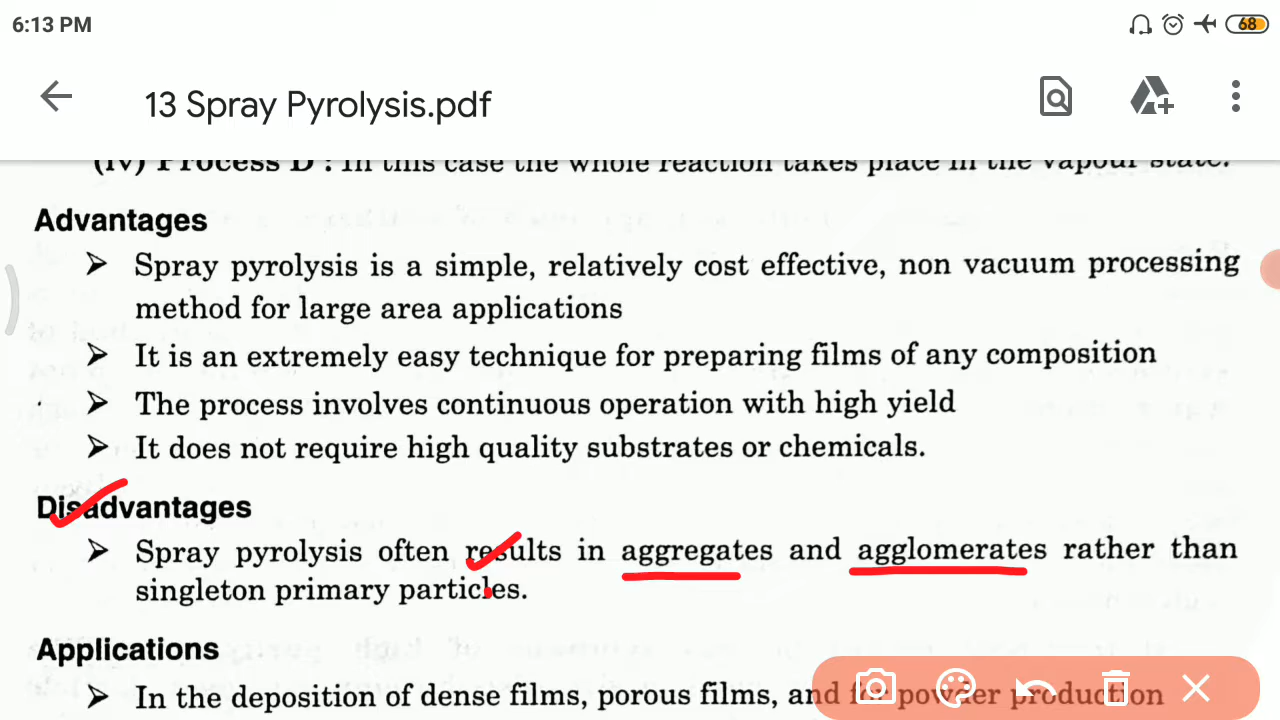 6:13 PM
68
13 Spray Pyrolysis.pdf
(iv) Process D : In this case the whole reaction takes place in the vapour state.
Advantages
➤ Spray pyrolysis is a simple, relatively cost effective, non vacuum processing
method for large area applications
➤ It is an extremely easy technique for preparing films of any composition
➤ The process involves continuous operation with high yield
➤ It does not require high quality substrates or chemicals.
Disadvantages
➤ Spray pyrolysis often results in aggregates and agglomerates rather than
singleton primary particles.
Applications
➤ In the deposition of dense films, porous films, and for powder production